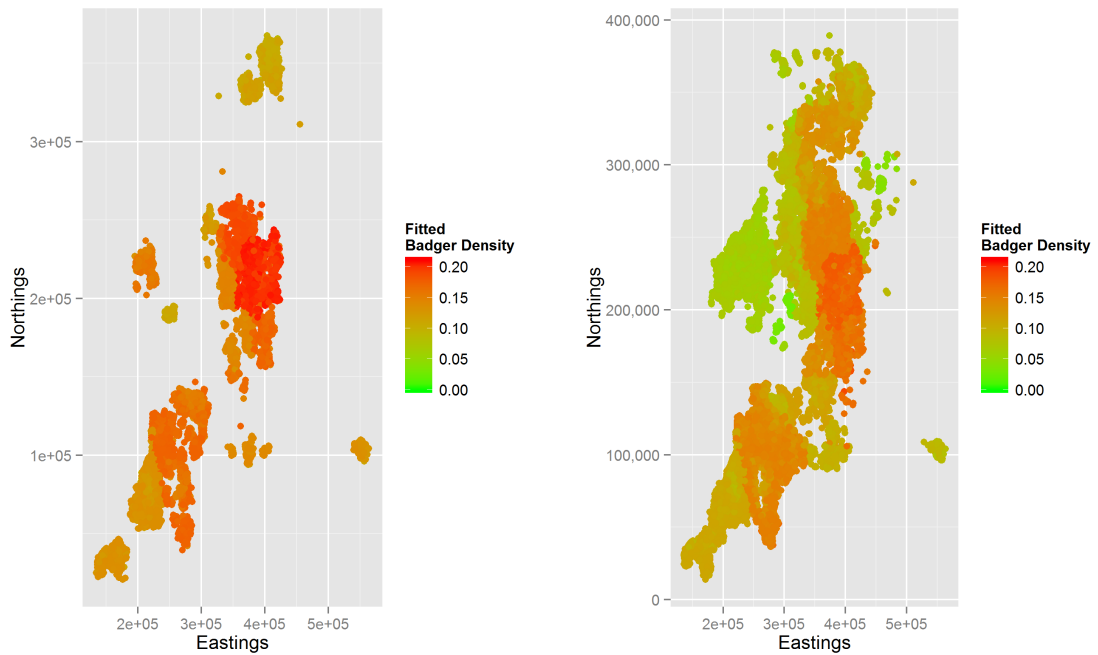 3e+05
2e+05
1e+05
Northings
2e+05 3e+05 4e+05 5e+05
Eastings
Fitted
Badger Density
0.20
0.15
0.10
0.05
0.00
400,000
300,000
200,000
100,000
0
Northings
2e+05 3e+05 4e+05 5e+05
Eastings
Fitted
Badger Density
0.20
0.15
0.10
0.05
0.00